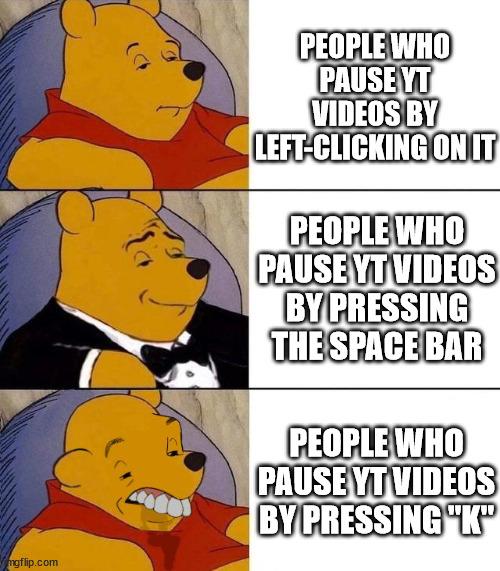 PEOPLE WHO
PAUSE YT
VIDEOS BY
LEFT-CLICKING ON IT
PEOPLE WHO
PAUSE YT VIDEOS
BY PRESSING
THE SPACE BAR
PEOPLE WHO
PAUSE YT VIDEOS
BY PRESSING "K"
imgflip.com